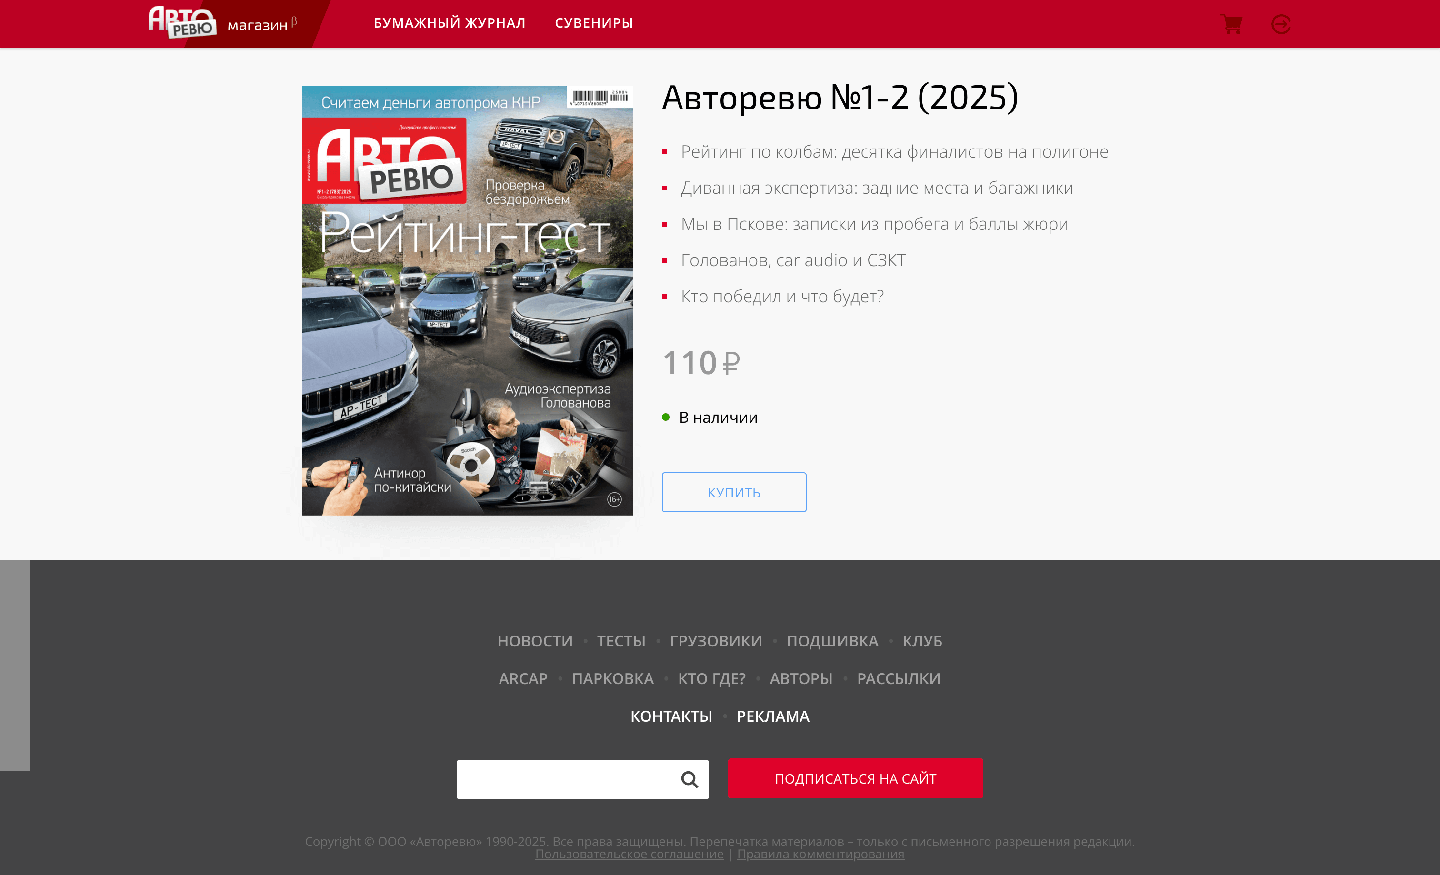 АВТО РЕВЮ магазин β
БУМАЖНЫЙ ЖУРНАЛ
СУВЕНИРЫ
Считаем деньги автопрома КНР
АВТО
РЕВЮ
Проверка
бездорожьем
Рейтинг-тест
АР-ТЕСТ
Аудиоэкспертиза
Голованова
Антикор
по-китайски
16+
Авторевю №1-2 (2025)
Рейтинг по колбам: десятка финалистов на полигоне
Диванная экспертиза: задние места и багажники
Мы в Пскове: записки из пробега и баллы жюри
Голованов, car audio и СЗКТ
Кто победил и что будет?
110 ₽
В наличии
КУПИТЬ
НОВОСТИ • ТЕСТЫ • ГРУЗОВИКИ • ПОДШИВКА • КЛУБ
ARCAP • ПАРКОВКА • КТО ГДЕ? • АВТОРЫ • РАССЫЛКИ
КОНТАКТЫ • РЕКЛАМА
ПОДПИСАТЬСЯ НА САЙТ
Copyright © ООО «Авторевю» 1990-2025. Все права защищены. Перепечатка материалов – только с письменного разрешения редакции.
Пользовательское соглашение | Правила комментирования